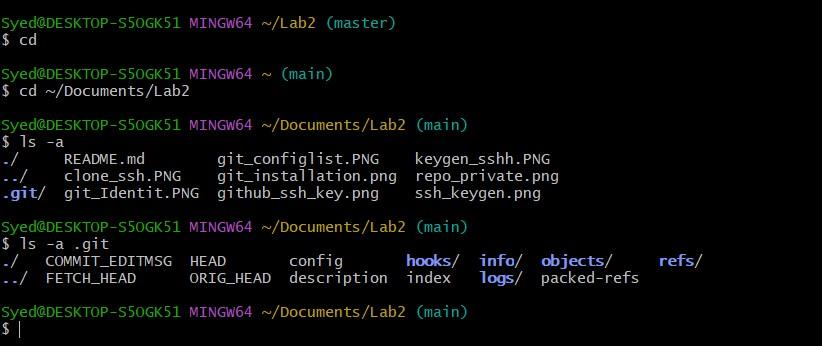 Syed@DESKTOP-S5OGK51 MINGW64 ~/Lab2 (master)
$ cd
Syed@DESKTOP-S5OGK51 MINGW64 ~ (main)
$ cd ~/Documents/Lab2
Syed@DESKTOP-S5OGK51 MINGW64 ~/Documents/Lab2 (main)
$ ls -a
./ README.md git_configlist.PNG keygen_sshh.PNG
../ clone_ssh.PNG git_installation.png repo_private.png
.git/ git_Identit.PNG github_ssh_key.png ssh_keygen.png
Syed@DESKTOP-S5OGK51 MINGW64 ~/Documents/Lab2 (main)
$ ls -a .git
./ COMMIT_EDITMSG HEAD config hooks/ info/ objects/ refs/
../ FETCH_HEAD ORIG_HEAD description index logs/ packed-refs
Syed@DESKTOP-S5OGK51 MINGW64 ~/Documents/Lab2 (main)
$